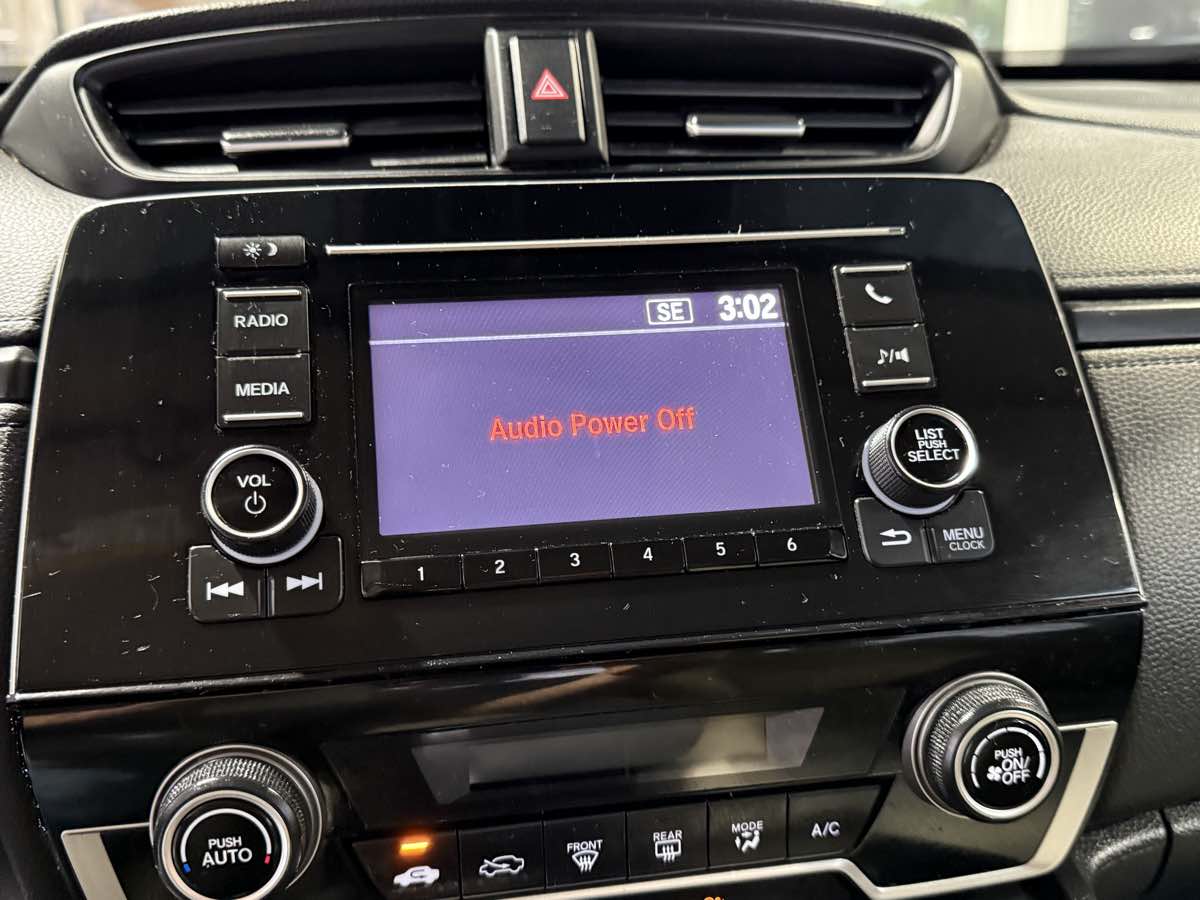 RADIO
MEDIA
VOL
SE 3:02
Audio Power Off
LIST
PUSH
SELECT
MENU
CLOCK
1 2 3 4 5 6
PUSH
AUTO
FRONT
REAR
MODE
A/C
PUSH
ON/
OFF